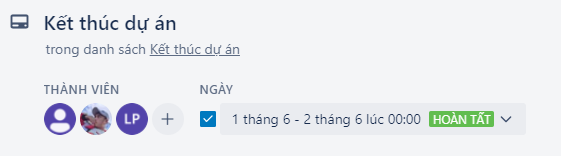 Kết thúc dự án
trong danh sách Kết thúc dự án
THÀNH VIÊN
NGÀY
LP
1 tháng 6 - 2 tháng 6 lúc 00:00 HOÀN TẤT